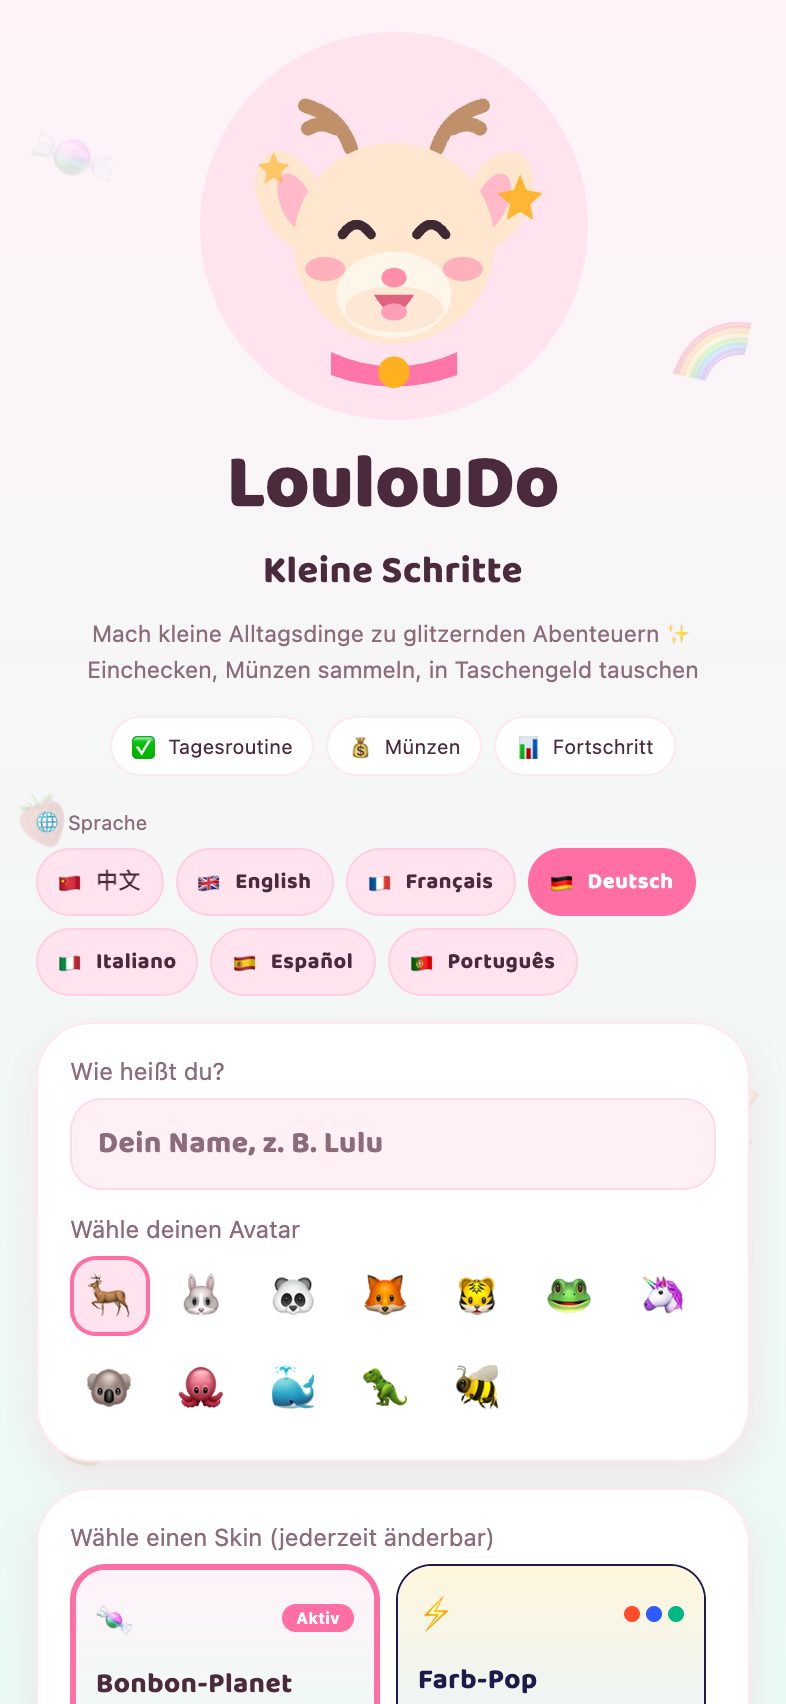 LoulouDo
Kleine Schritte
Mach kleine Alltagsdinge zu glitzernden Abenteuern ✨
Einchecken, Münzen sammeln, in Taschengeld tauschen
✅ Tagesroutine 💰 Münzen 📊 Fortschritt
🌐 Sprache
🇨🇳 中文 🇬🇧 English 🇫🇷 Français 🇩🇪 Deutsch
🇮🇹 Italiano 🇪🇸 Español 🇵🇹 Português
Wie heißt du?
Dein Name, z. B. Lulu
Wähle deinen Avatar
Wähle einen Skin (jederzeit änderbar)
Aktiv
Bonbon-Planet Farb-Pop